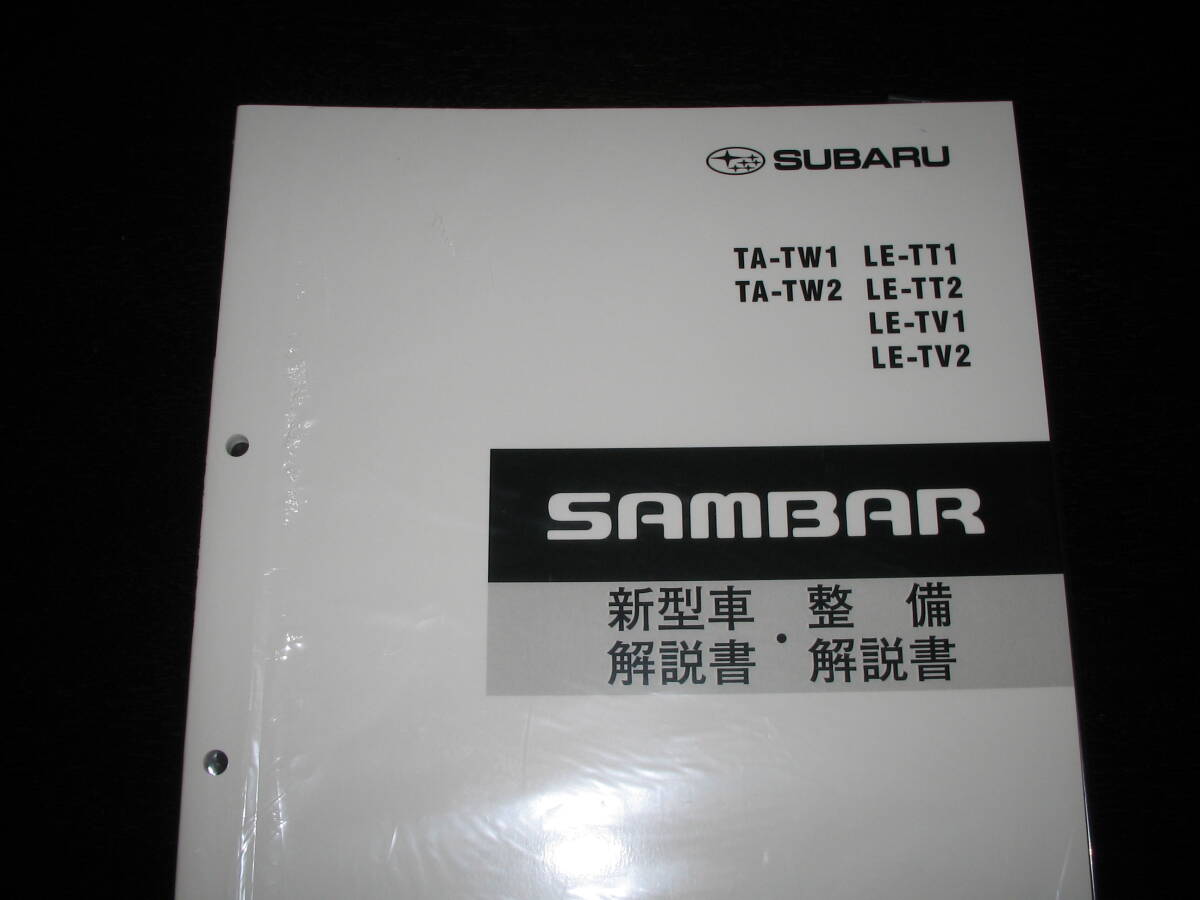 SUBARU
TA-TW1 LE-TT1
TA-TW2 LE-TT2
LE-TV1
LE-TV2
SAMBAR
新型車 ・ 整備
解説書 解説書